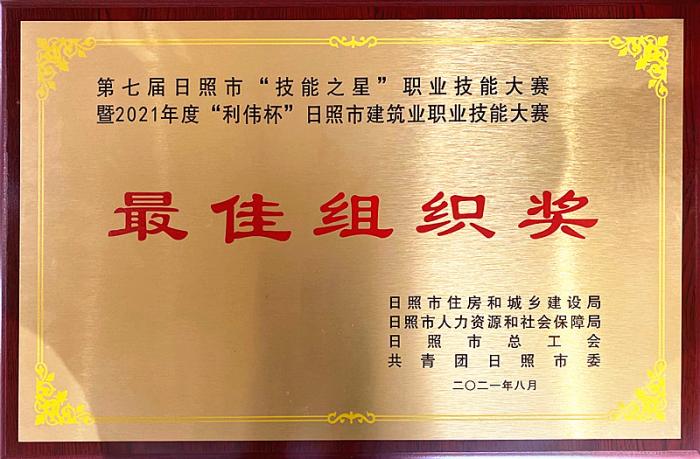 第七届日照市“技能之星”职业技能大赛
暨2021年度“利伟杯”日照市建筑业职业技能大赛
最佳组织奖
日照市住房和城乡建设局
日照市人力资源和社会保障局
日照市总工会
共青团日照市委
二〇二一年八月